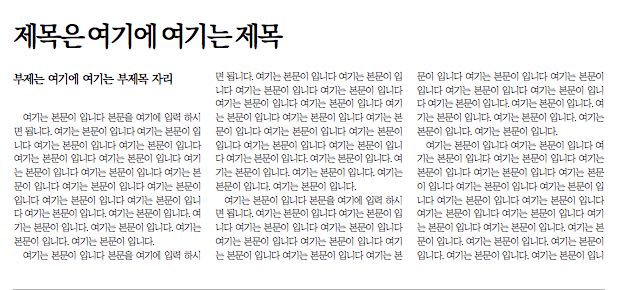 제목은 여기에 여기는 제목
부제는 여기에 여기는 부제목 자리
여기는 본문이 입니다 본문을 여기에 입력 하시
면 됩니다. 여기는 본문이 입니다 여기는 본문이 입
니다 여기는 본문이 입니다 여기는 본문이 입니다
여기는 본문이 입니다 여기는 본문이 입니다 여기
는 본문이 입니다 여기는 본문이 입니다 여기는 본
문이 입니다 여기는 본문이 입니다 여기는 본문이
입니다 여기는 본문이 입니다 여기는 본문이 입니
다 여기는 본문이 입니다. 여기는 본문이 입니다. 여
기는 본문이 입니다. 여기는 본문이 입니다. 여기는
본문이 입니다. 여기는 본문이 입니다.
여기는 본문이 입니다 본문을 여기에 입력 하시
면 됩니다. 여기는 본문이 입니다 여기는 본문이 입
니다 여기는 본문이 입니다 여기는 본문이 입니다
여기는 본문이 입니다 여기는 본문이 입니다 여기
는 본문이 입니다 여기는 본문이 입니다 여기는 본
문이 입니다 여기는 본문이 입니다 여기는 본문이
입니다 여기는 본문이 입니다 여기는 본문이 입니
다 여기는 본문이 입니다. 여기는 본문이 입니다. 여
기는 본문이 입니다. 여기는 본문이 입니다. 여기는
본문이 입니다. 여기는 본문이 입니다.
여기는 본문이 입니다 본문을 여기에 입력 하시
면 됩니다. 여기는 본문이 입니다 여기는 본문이 입
니다 여기는 본문이 입니다 여기는 본문이 입니다
여기는 본문이 입니다 여기는 본문이 입니다 여기
는 본문이 입니다 여기는 본문이 입니다 여기는 본
문이 입니다 여기는 본문이 입니다 여기는 본문이
입니다 여기는 본문이 입니다 여기는 본문이 입니
다 여기는 본문이 입니다. 여기는 본문이 입니다. 여
기는 본문이 입니다. 여기는 본문이 입니다. 여기는
본문이 입니다. 여기는 본문이 입니다.
여기는 본문이 입니다 여기는 본문이 입니다 여
기는 본문이 입니다 여기는 본문이 입니다 여기는
본문이 입니다 여기는 본문이 입니다 여기는 본문
이 입니다 여기는 본문이 입니다 여기는 본문이 입
니다 여기는 본문이 입니다 여기는 본문이 입니다
여기는 본문이 입니다 여기는 본문이 입니다 여기
는 본문이 입니다. 여기는 본문이 입니다. 여기는 본
문이 입니다. 여기는 본문이 입니다. 여기는 본문이
입니다. 여기는 본문이 입니다. 여기는 본문이 입니